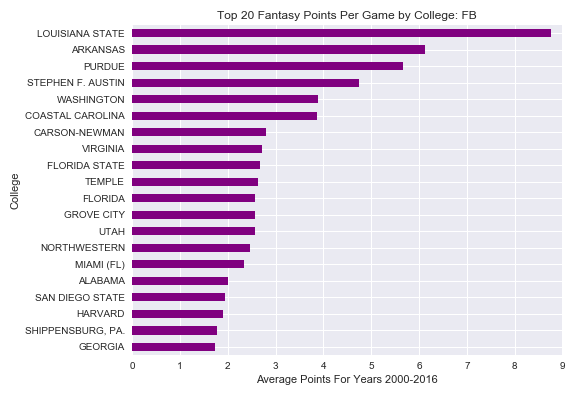 Top 20 Fantasy Points Per Game by College: FB
College
LOUISIANA STATE
ARKANSAS
PURDUE
STEPHEN F. AUSTIN
WASHINGTON
COASTAL CAROLINA
CARSON-NEWMAN
VIRGINIA
FLORIDA STATE
TEMPLE
FLORIDA
GROVE CITY
UTAH
NORTHWESTERN
MIAMI (FL)
ALABAMA
SAN DIEGO STATE
HARVARD
SHIPPENSBURG, PA.
GEORGIA
0 1 2 3 4 5 6 7 8 9
Average Points For Years 2000-2016